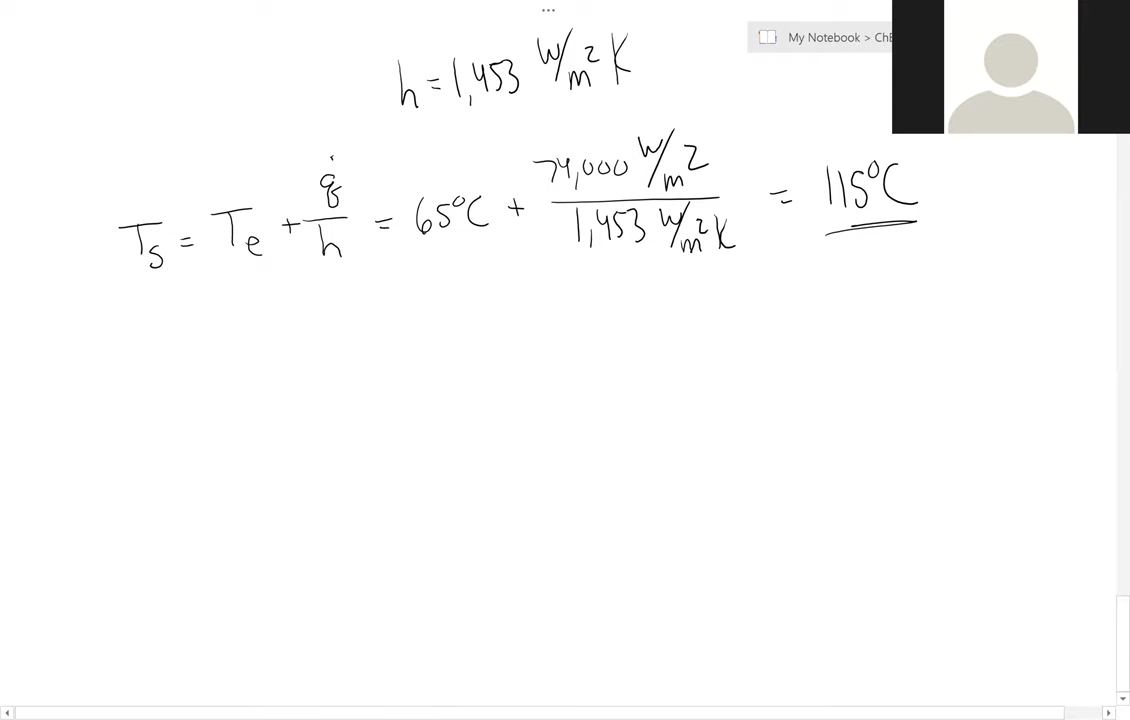 My Notebook > ChE
h = 1,453 W/m²K
Ts = Te + q̇/h = 65°C + 74,000 W/m² / 1,453 W/m²K = 115°C